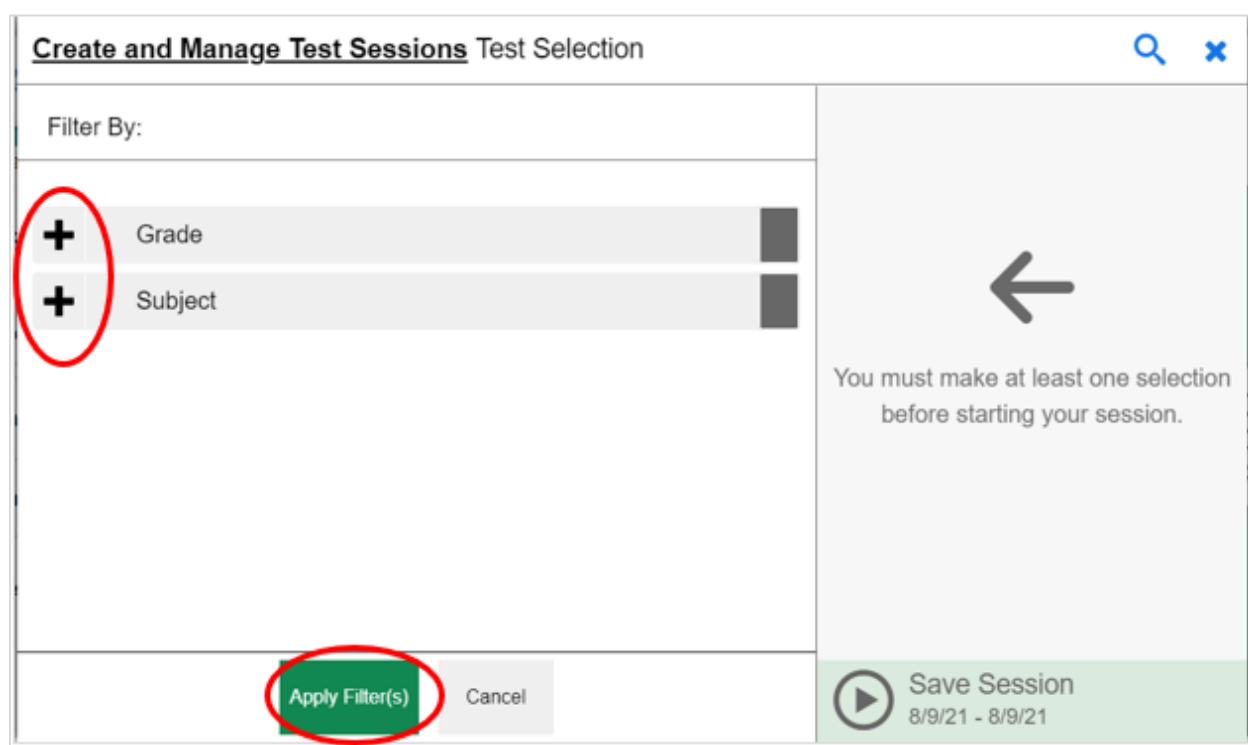 Create and Manage Test Sessions Test Selection
Filter By:
Grade
Subject
You must make at least one selection
before starting your session.
Apply Filter(s)
Cancel
Save Session
8/9/21 - 8/9/21